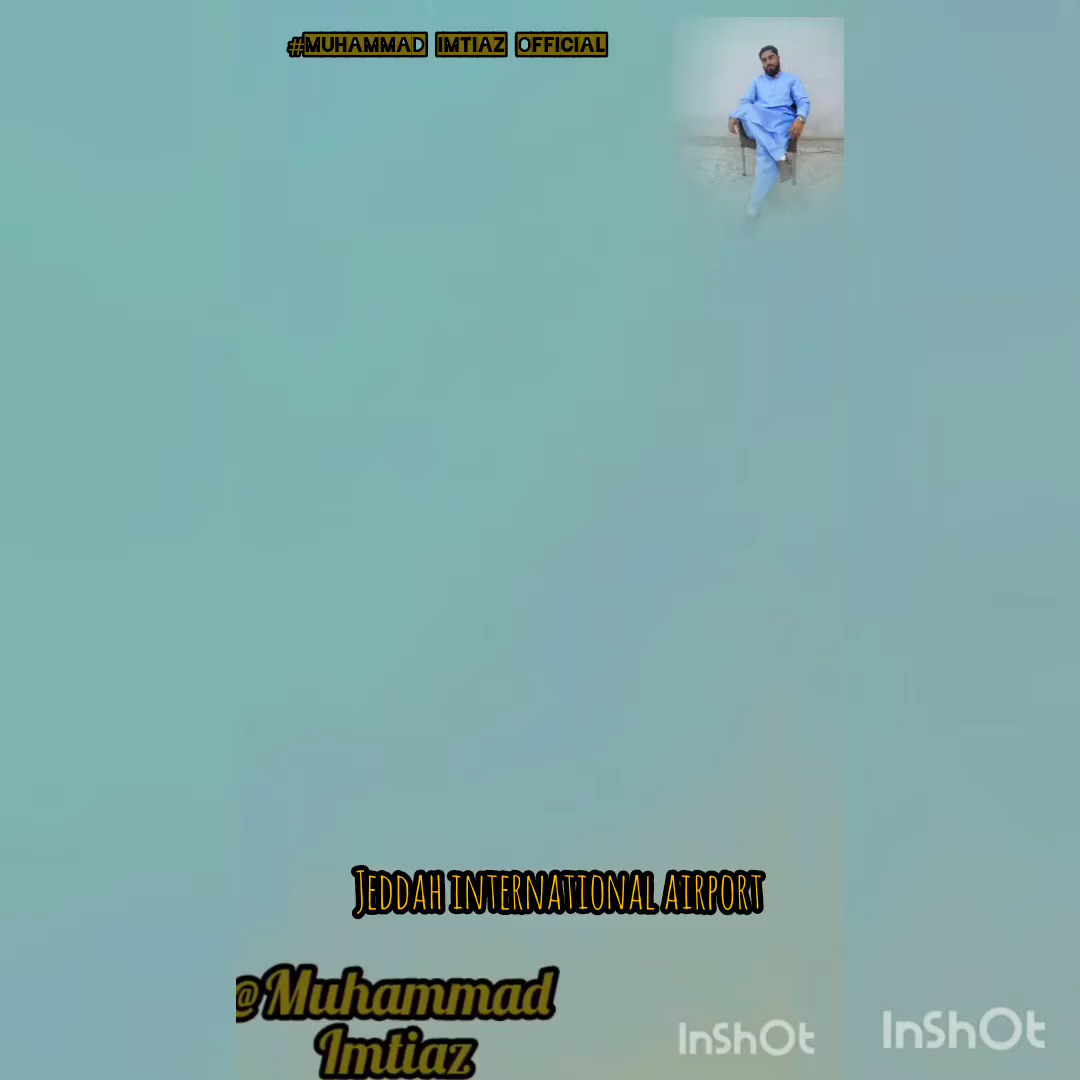 #MUHAMMAD IMTIAZ OFFICIAL
JEDDAH INTERNATIONAL AIRPORT
@Muhammad
Imtiaz
InShOt InShOt